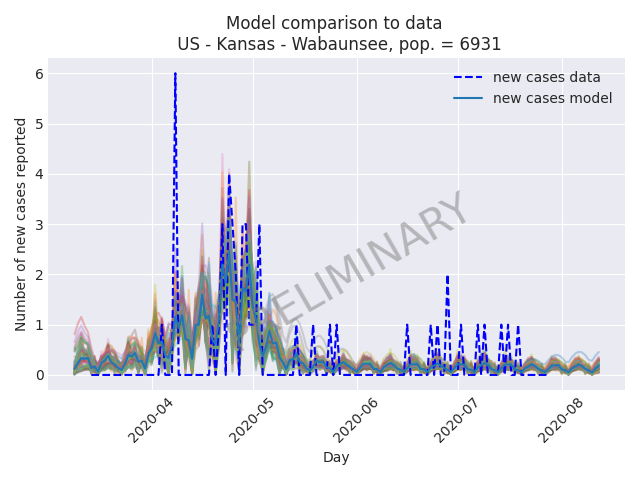 Model comparison to data
US - Kansas - Wabaunsee, pop. = 6931
new cases data
new cases model
ELIMINARY
Number of new cases reported
6
5
4
3
2
1
0
2020-04
2020-05
2020-06
2020-07
2020-08
Day